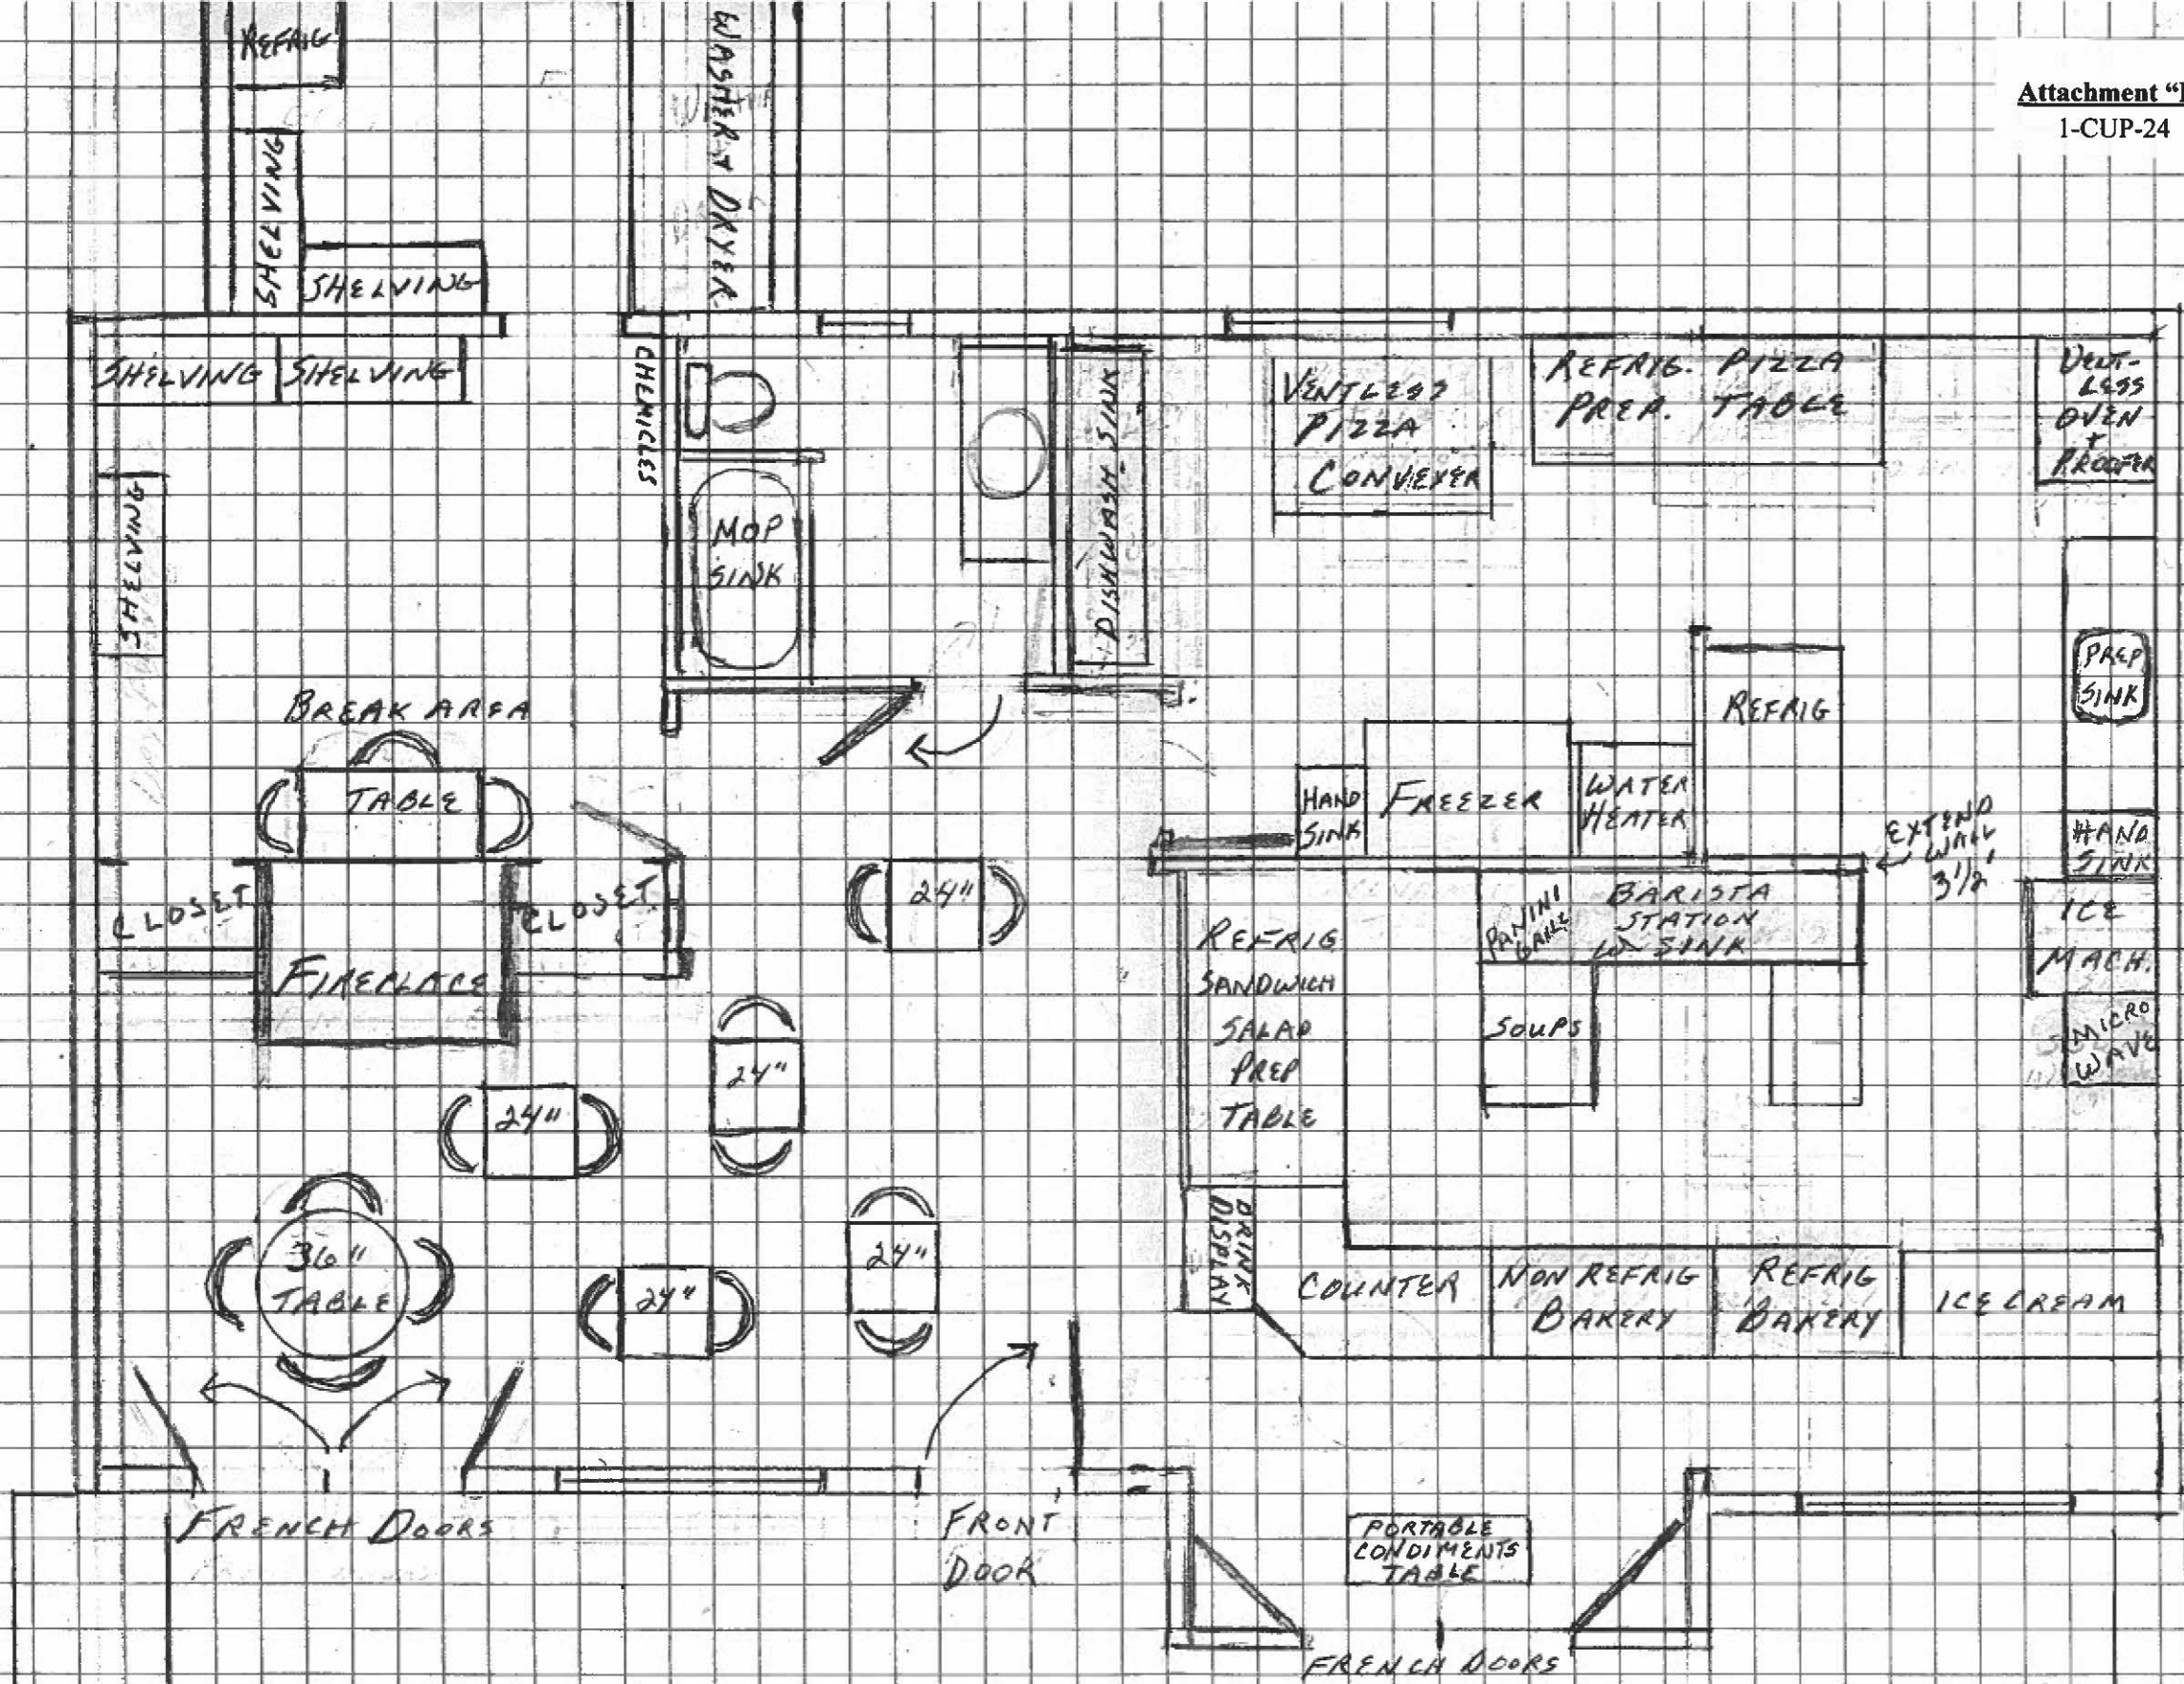 REFRIG
WASHER + DRYER
Attachment "
1-CUP-24
SHELVING
SHELVING
SHELVING
SHELVING
CHEMICLES
VENTLESS
PIZZA
CONVEYER
REFRIG. PIZZA
PREP. TABLE
VENT-
LESS
OVEN
+
PROOFER
SHELVING
MOP
SINK
DISHWASH SINK
PREP
SINK
BREAK AREA
REFRIG
TABLE
HAND
SINK
FREEZER
WATER
HEATER
EXTEND
WALL
3 1/2'
HAND
SINK
CLOSET
CLOSET
24"
PANINI
GRILL
BARISTA
STATION
W SINK
ICE
MACH.
FIREPLACE
REFRIG
SANDWICH
SALAD
PREP
TABLE
SOUPS
MICRO
WAVE
24"
24"
36"
TABLE
24"
24"
DRINK
DISPLAY
COUNTER
NON REFRIG
BAKERY
REFRIG
BAKERY
ICE CREAM
FRENCH DOORS
FRONT
DOOR
PORTABLE
CONDIMENTS
TABLE
FRENCH DOORS